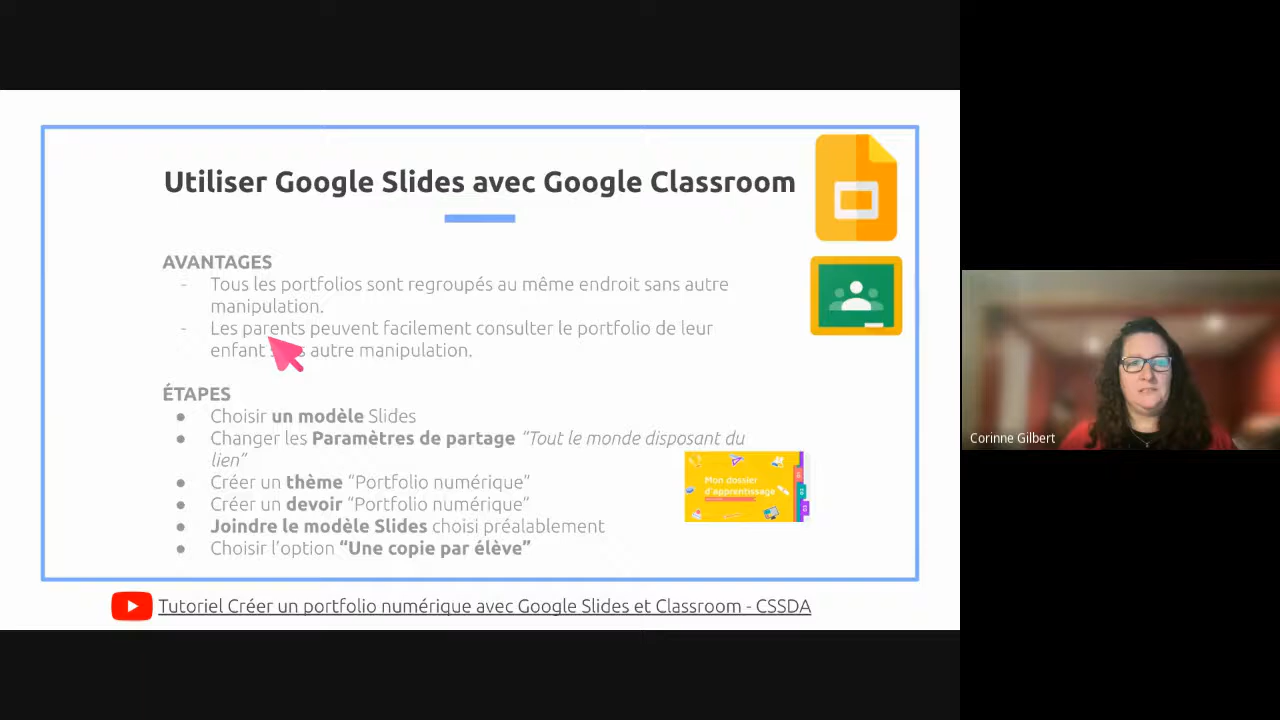 Utiliser Google Slides avec Google Classroom
AVANTAGES
- Tous les portfolios sont regroupés au même endroit sans autre
manipulation.
- Les parents peuvent facilement consulter le portfolio de leur
enfant autre manipulation.
ÉTAPES
● Choisir un modèle Slides
● Changer les Paramètres de partage “Tout le monde disposant du
lien”
● Créer un thème “Portfolio numérique”
● Créer un devoir “Portfolio numérique”
● Joindre le modèle Slides choisi préalablement
● Choisir l’option “Une copie par élève”
Mon dossier
d'apprentissage
Tutoriel Créer un portfolio numérique avec Google Slides et Classroom - CSSDA
Corinne Gilbert